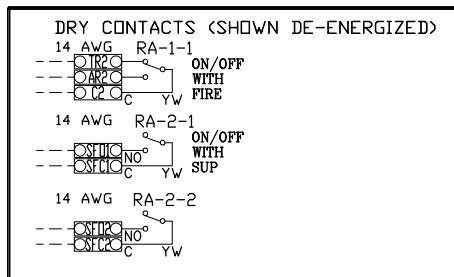 DRY CONTACTS (SHOWN DE-ENERGIZED)
14 AWG RA-1-1
TR2 ON/OFF
AR2 WITH
C2 C YW FIRE
14 AWG RA-2-1
ON/OFF
SFO1 NO WITH
SFC1 C YW SUP
14 AWG RA-2-2
SFO2 NO
SFC2 C YW